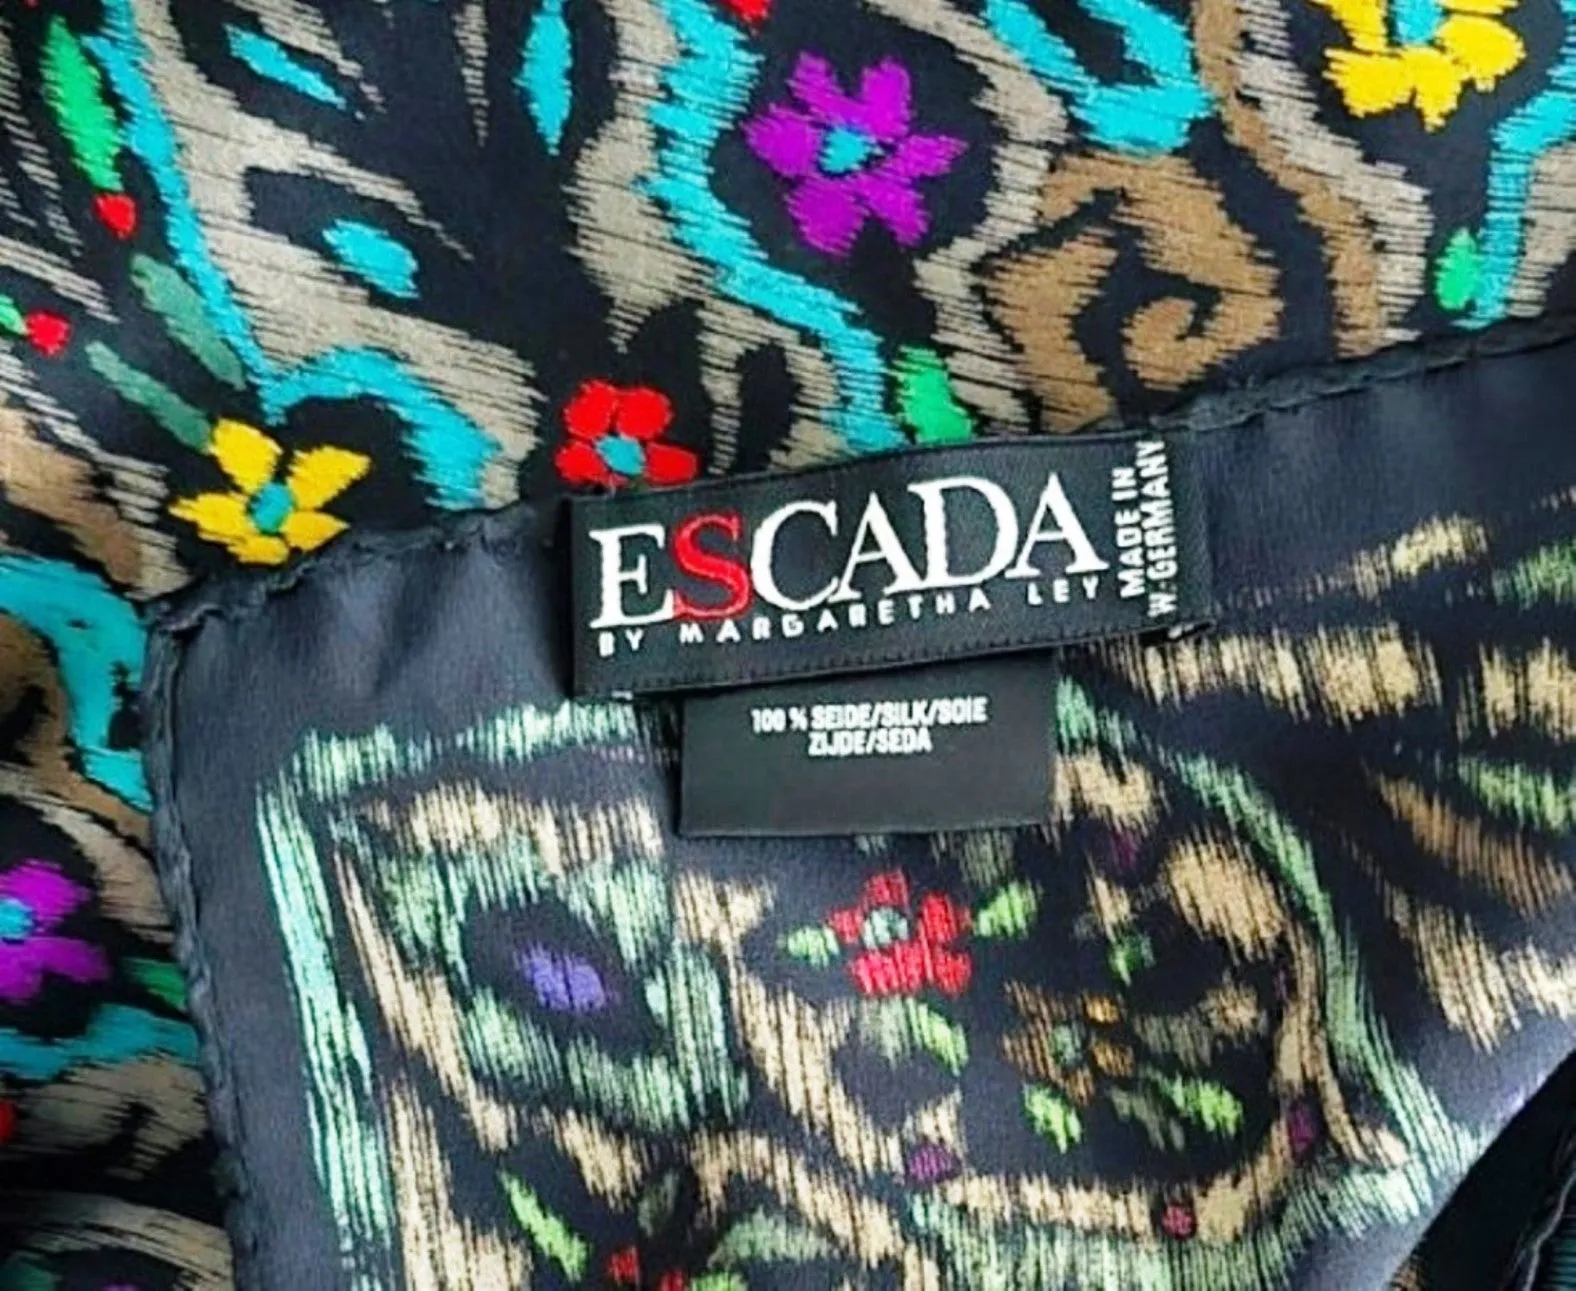 ESCADA
BY MARGARETHA LEY
MADE IN
W.GERMANY
100 % SEIDE/SILK/SOIE
ZIJDE/SEDA